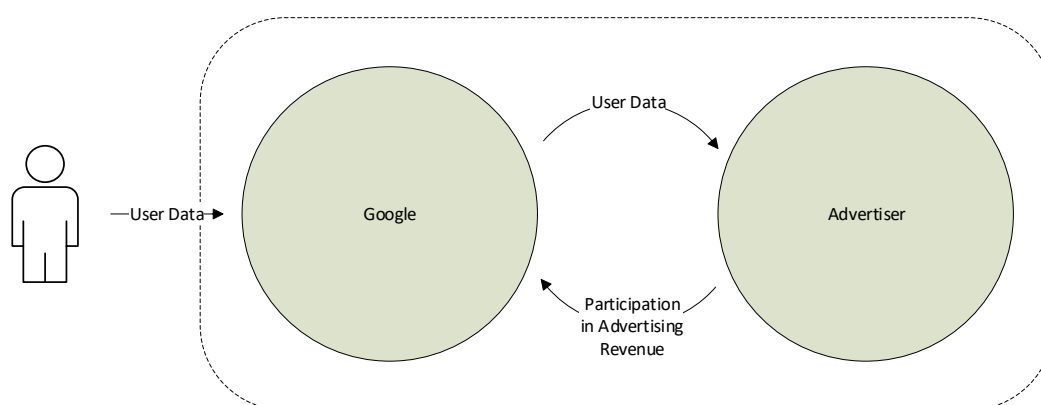 User Data
User Data
Google
Advertiser
Participation
in Advertising
Revenue